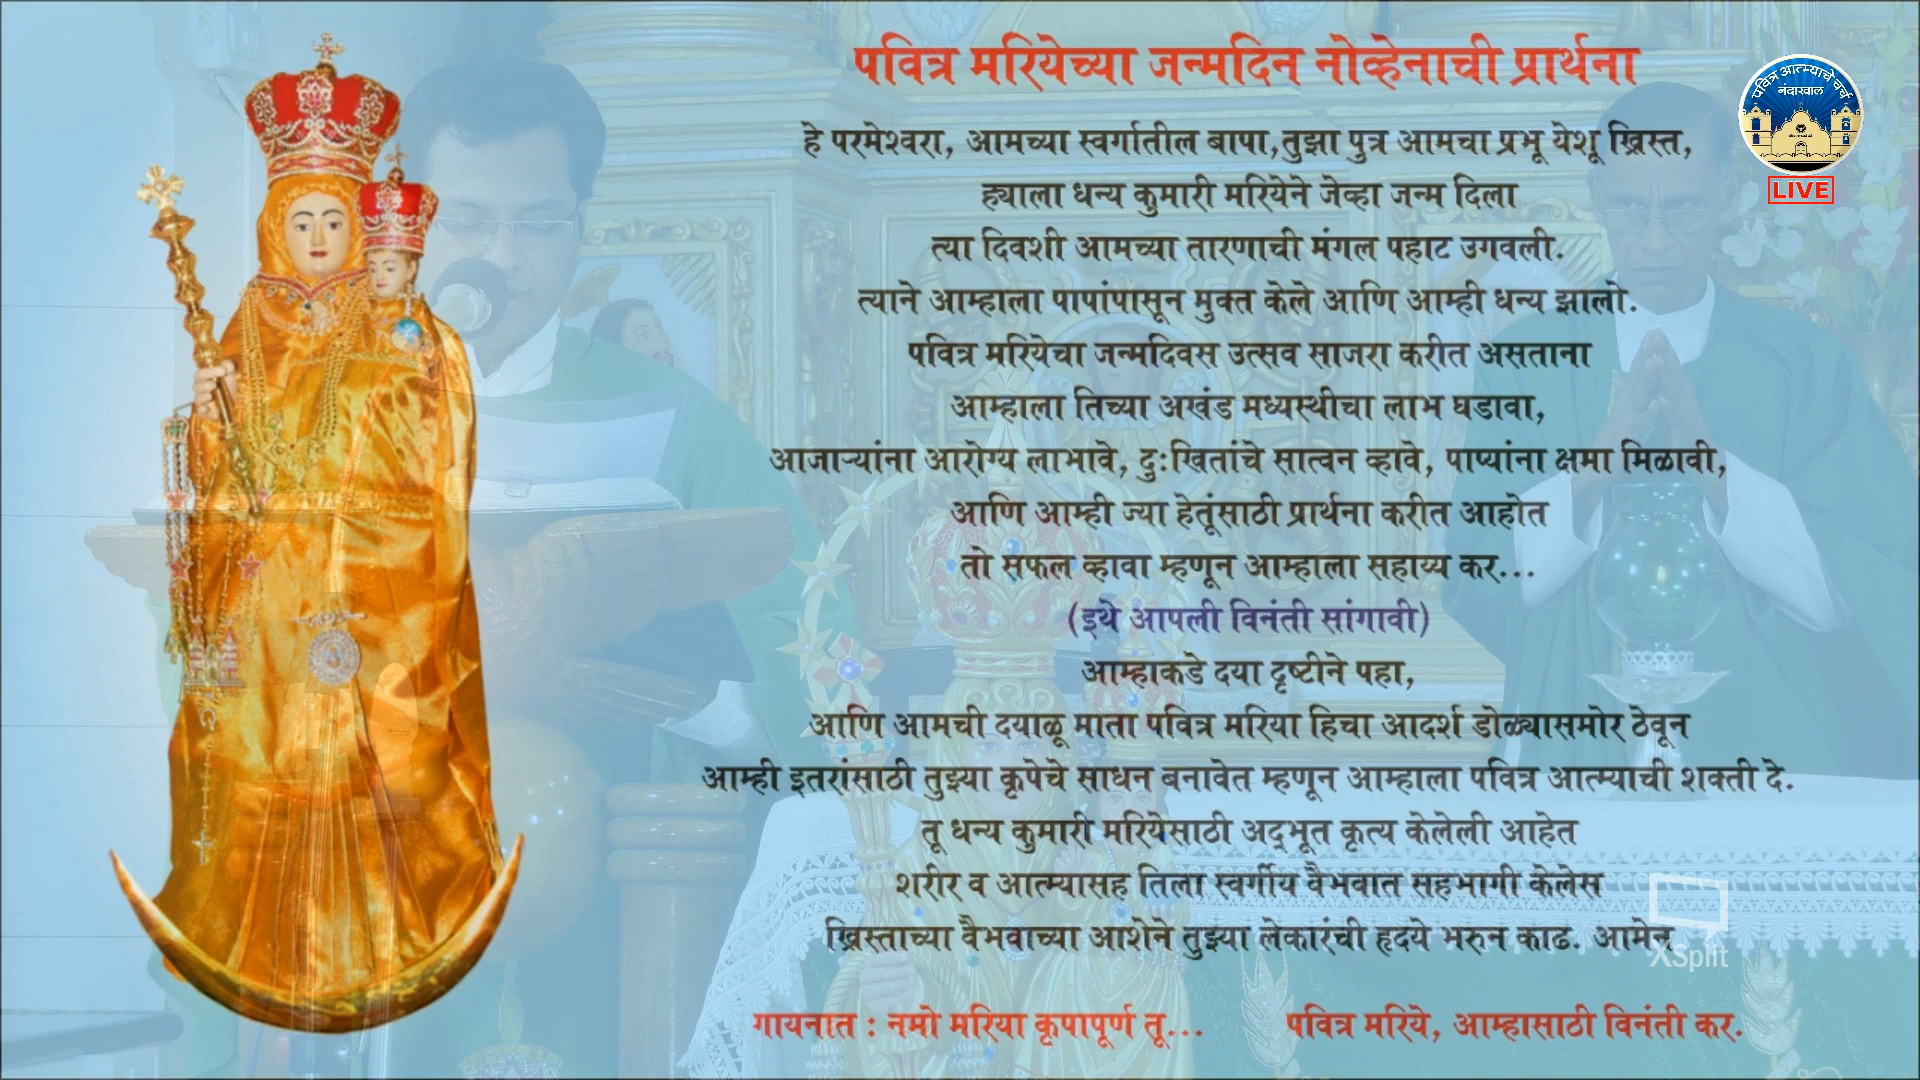 पवित्र मरियेच्या जन्मदिन नोव्हेनाची प्रार्थना
पवित्र आत्म्याचे चर्च
नंदाखाल
LIVE
हे परमेश्वरा, आमच्या स्वर्गातील बापा,तुझा पुत्र आमचा प्रभू येशू ख्रिस्त,
ह्याला धन्य कुमारी मरियेने जेव्हा जन्म दिला
त्या दिवशी आमच्या तारणाची मंगल पहाट उगवली.
त्याने आम्हाला पापांपासून मुक्त केले आणि आम्ही धन्य झालो.
पवित्र मरियेचा जन्मदिवस उत्सव साजरा करीत असताना
आम्हाला तिच्या अखंड मध्यस्थीचा लाभ घडावा,
आजाऱ्यांना आरोग्य लाभावे, दुःखितांचे सात्वन व्हावे, पाप्यांना क्षमा मिळावी,
आणि आम्ही ज्या हेतूंसाठी प्रार्थना करीत आहोत
तो सफल व्हावा म्हणून आम्हाला सहाय्य कर...
(इथे आपली विनंती सांगावी)
आम्हाकडे दया दृष्टीने पहा,
आणि आमची दयाळू माता पवित्र मरिया हिचा आदर्श डोळ्यासमोर ठेवून
आम्ही इतरांसाठी तुझ्या कृपेचे साधन बनावेत म्हणून आम्हाला पवित्र आत्म्याची शक्ती दे.
तू धन्य कुमारी मरियेसाठी अद्‌भूत कृत्य केलेली आहेत
शरीर व आत्म्यासह तिला स्वर्गीय वैभवात सहभागी केलेस
ख्रिस्ताच्या वैभवाच्या आशेने तुझ्या लेकारंची हृदये भरुन काढ. आमेन्
XSplit
गायनात : नमो मरिया कृपापूर्ण तू... पवित्र मरिये, आम्हासाठी विनंती कर.